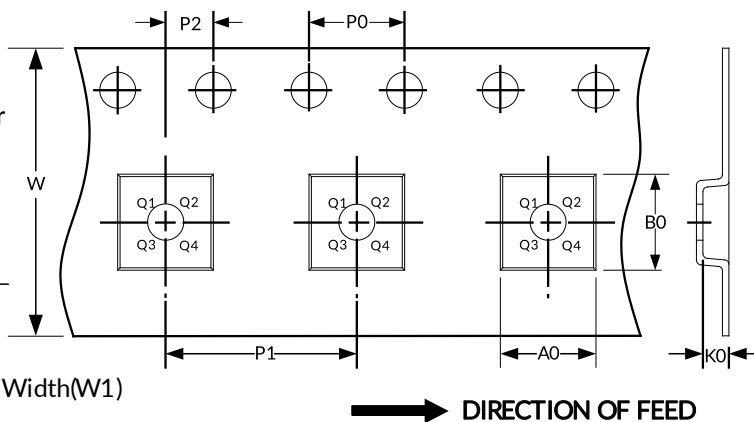 P2
P0
r
W
Q1 Q2
Q3 Q4
Q1 Q2
Q3 Q4
Q1 Q2
Q3 Q4
B0
P1
A0
K0
Width(W1)
DIRECTION OF FEED